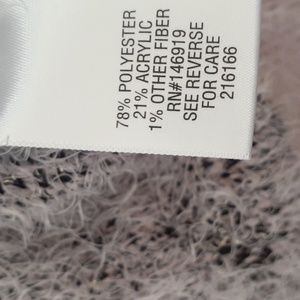 78% POLYESTER
21% ACRYLIC
1% OTHER FIBER
RN#146919
SEE REVERSE
FOR CARE
216166